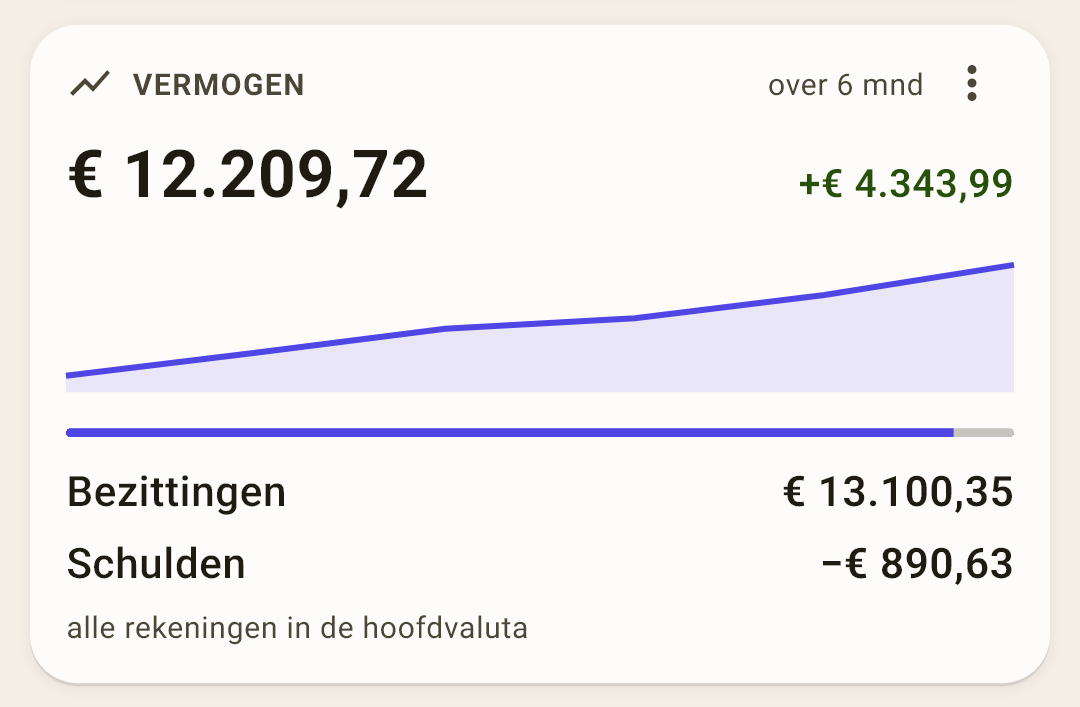 VERMOGEN over 6 mnd
€ 12.209,72 +€ 4.343,99
Bezittingen € 13.100,35
Schulden −€ 890,63
alle rekeningen in de hoofdvaluta